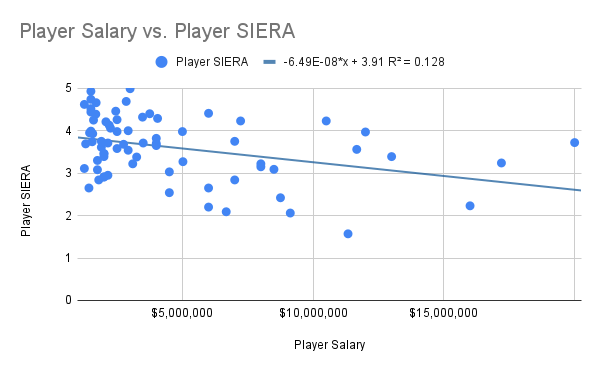 Player Salary vs. Player SIERA
Player SIERA -6.49E-08*x + 3.91 R² = 0.128
5
4
3
2
1
0
Player SIERA
$5,000,000 $10,000,000 $15,000,000
Player Salary